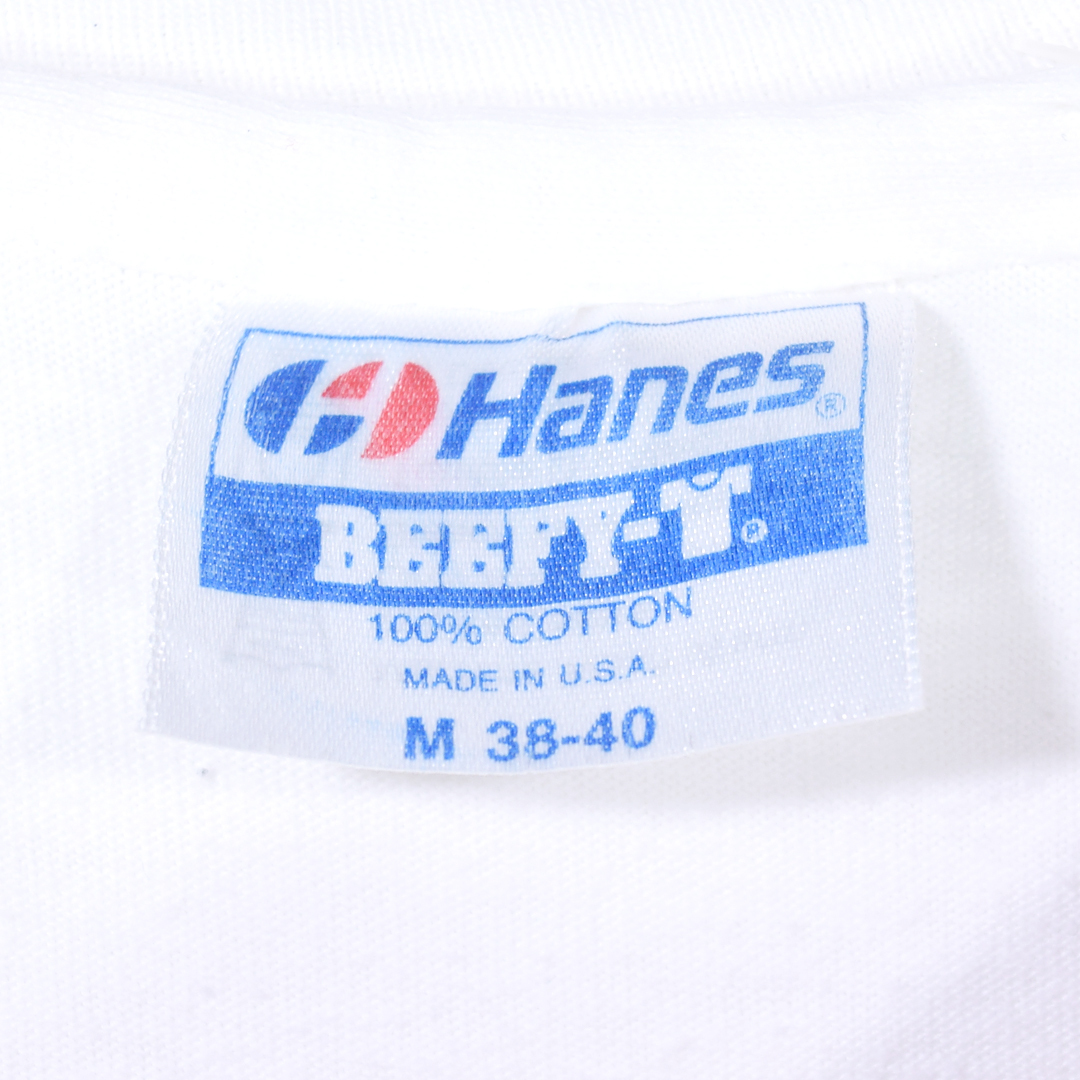 Hanes®
BEEFY-T®
100% COTTON
MADE IN U.S.A.
M 38-40